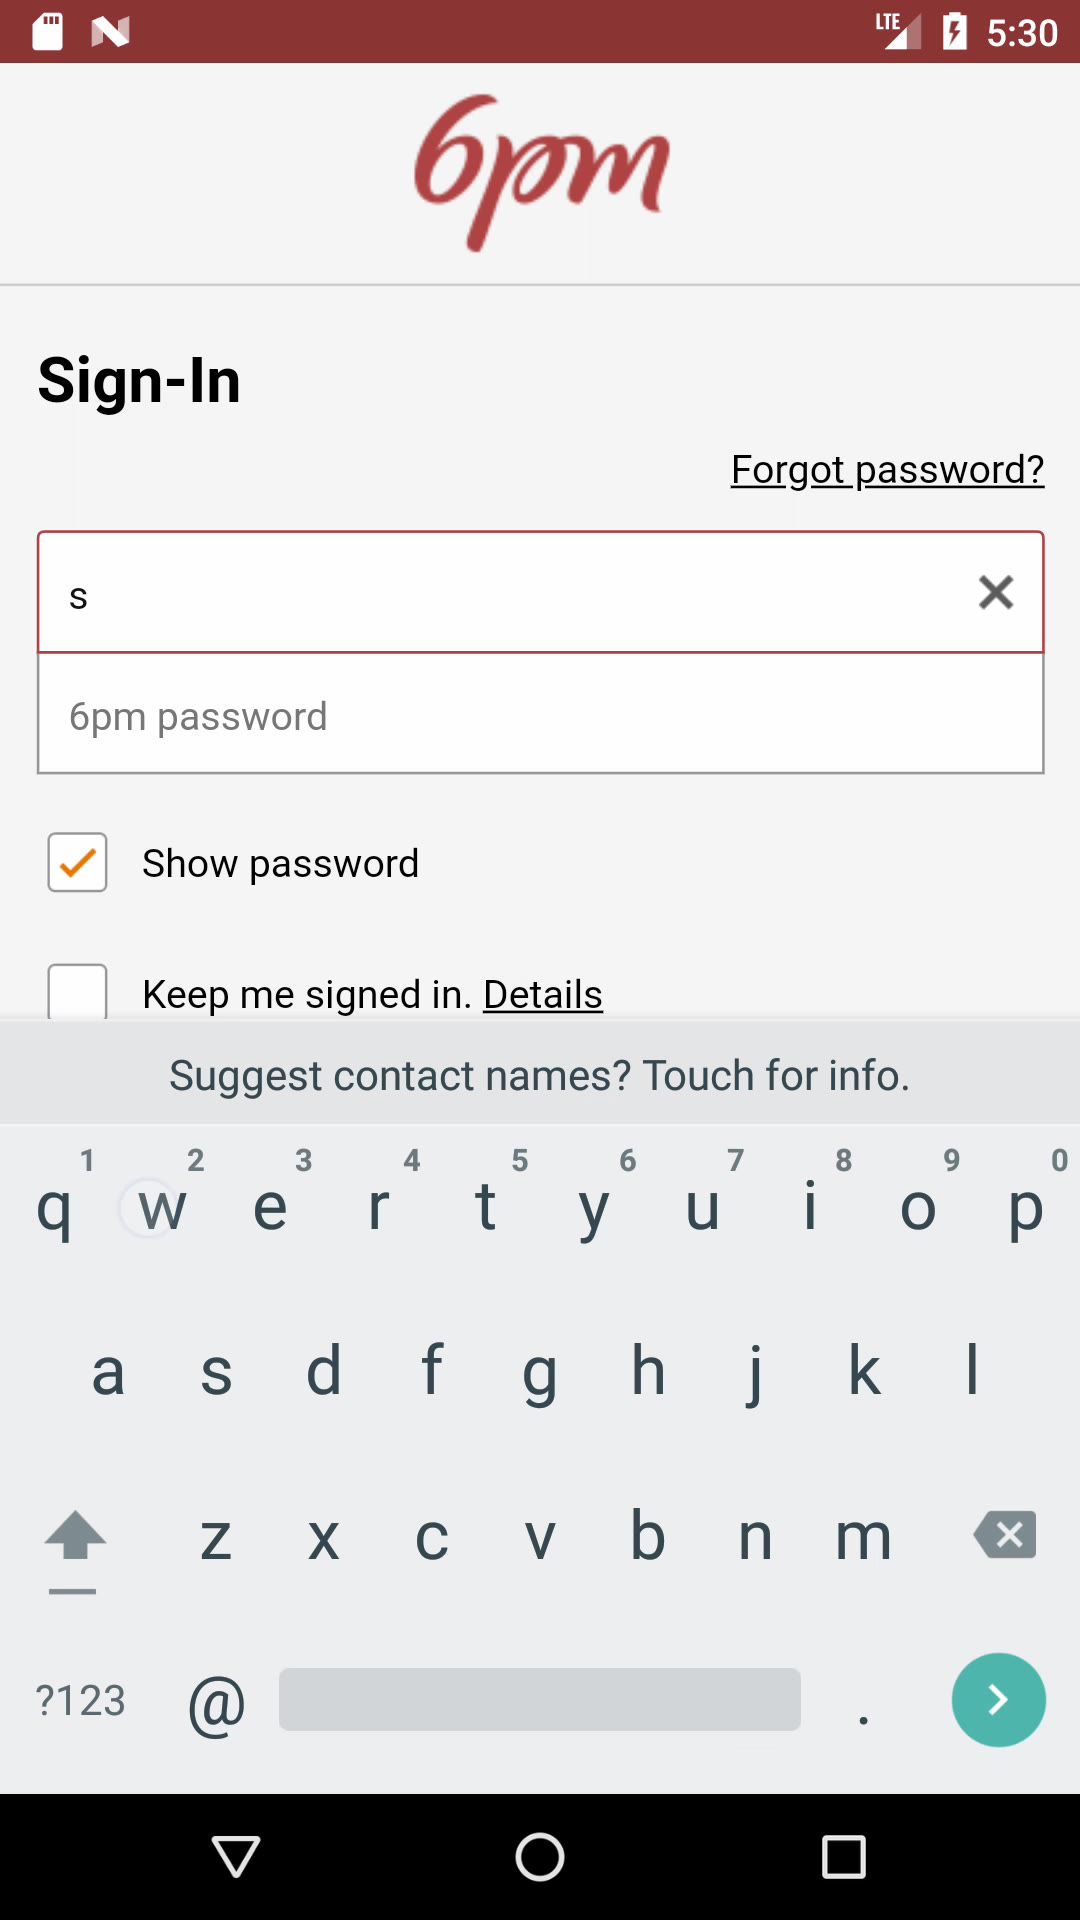 LTE 5:30
6pm
Sign-In
Forgot password?
s
6pm password
Show password
Keep me signed in. Details
Suggest contact names? Touch for info.
1 2 3 4 5 6 7 8 9 0
q w e r t y u i o p
a s d f g h j k l
z x c v b n m
?123 @ .